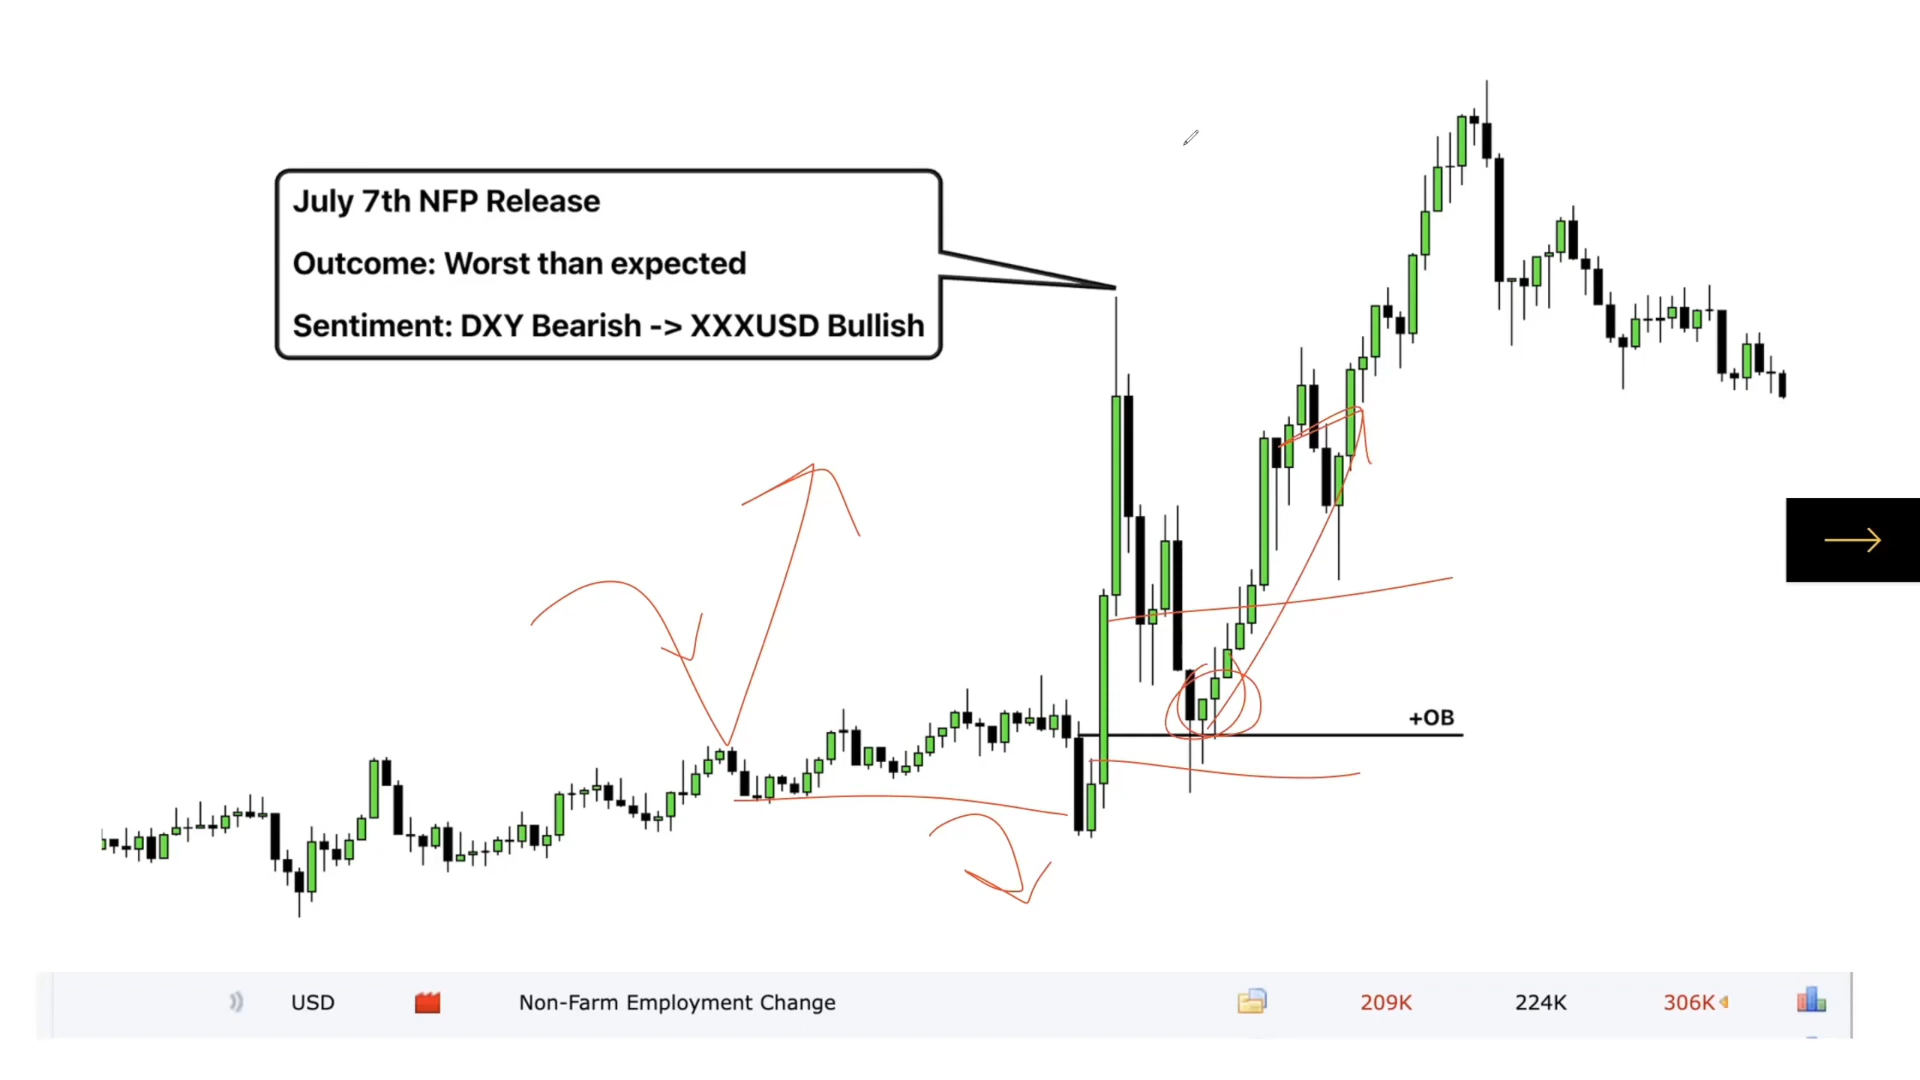 July 7th NFP Release
Outcome: Worst than expected
Sentiment: DXY Bearish -> XXXUSD Bullish
+OB
USD Non-Farm Employment Change 209K 224K 306K